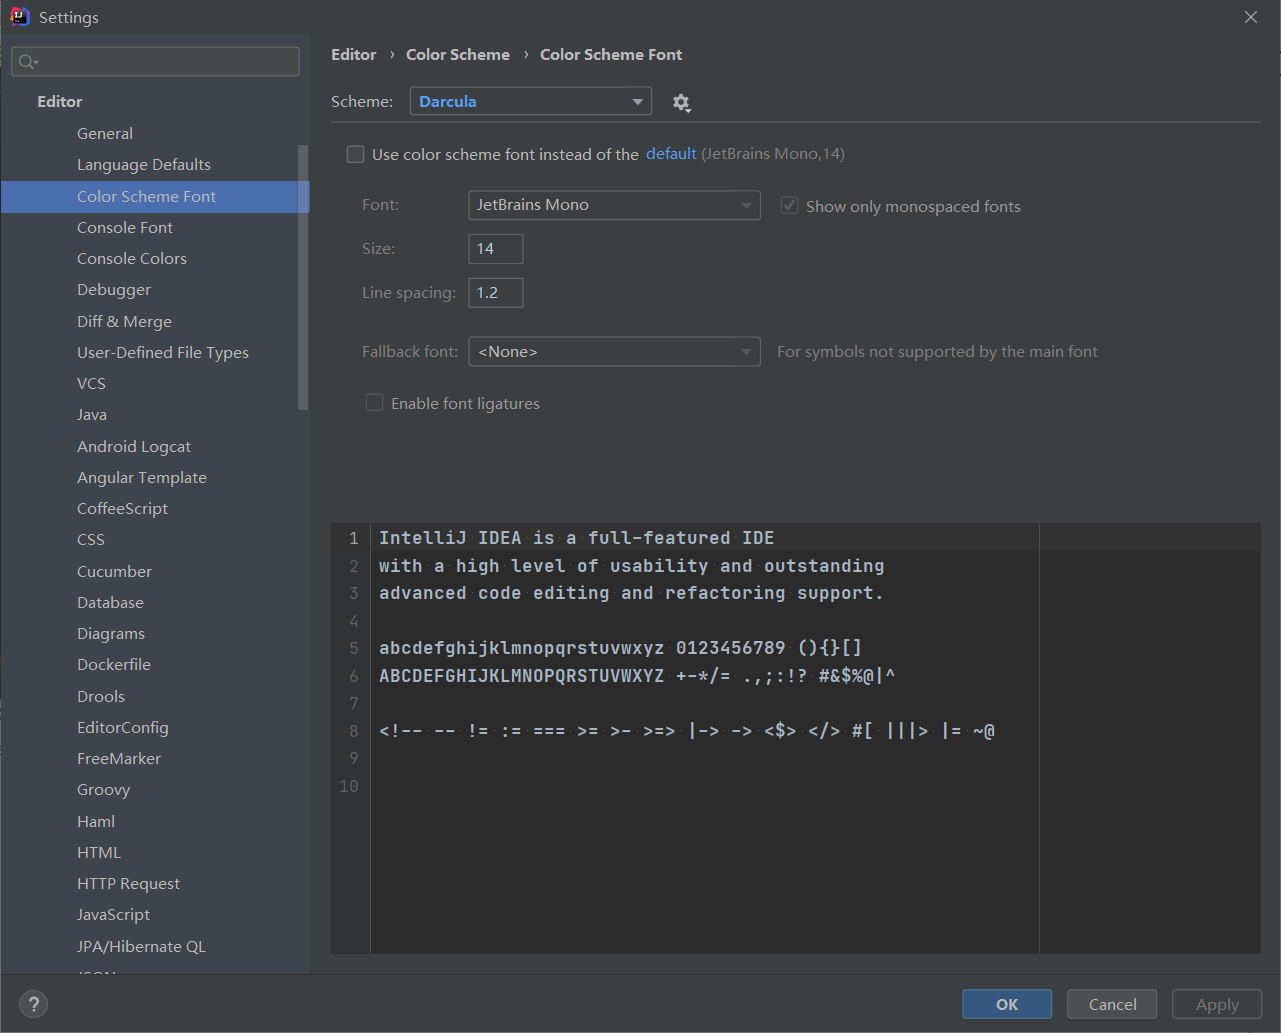 Settings
Editor › Color Scheme › Color Scheme Font
Editor
General
Language Defaults
Color Scheme Font
Console Font
Console Colors
Debugger
Diff & Merge
User-Defined File Types
VCS
Java
Android Logcat
Angular Template
CoffeeScript
CSS
Cucumber
Database
Diagrams
Dockerfile
Drools
EditorConfig
FreeMarker
Groovy
Haml
HTML
HTTP Request
JavaScript
JPA/Hibernate QL
Scheme: Darcula
Use color scheme font instead of the default (JetBrains Mono,14)
Font: JetBrains Mono Show only monospaced fonts
Size: 14
Line spacing: 1.2
Fallback font: <None> For symbols not supported by the main font
Enable font ligatures
1 IntelliJ IDEA is a full-featured IDE
2 with a high level of usability and outstanding
3 advanced code editing and refactoring support.
4
5 abcdefghijklmnopqrstuvwxyz 0123456789 (){}[]
6 ABCDEFGHIJKLMNOPQRSTUVWXYZ +-*/= .,;:!? #&$%@|^
7
8 <!-- -- != := === >= >- >=> |-> -> <$> </> #[ |||> |= ~@
9
10
? OK Cancel Apply